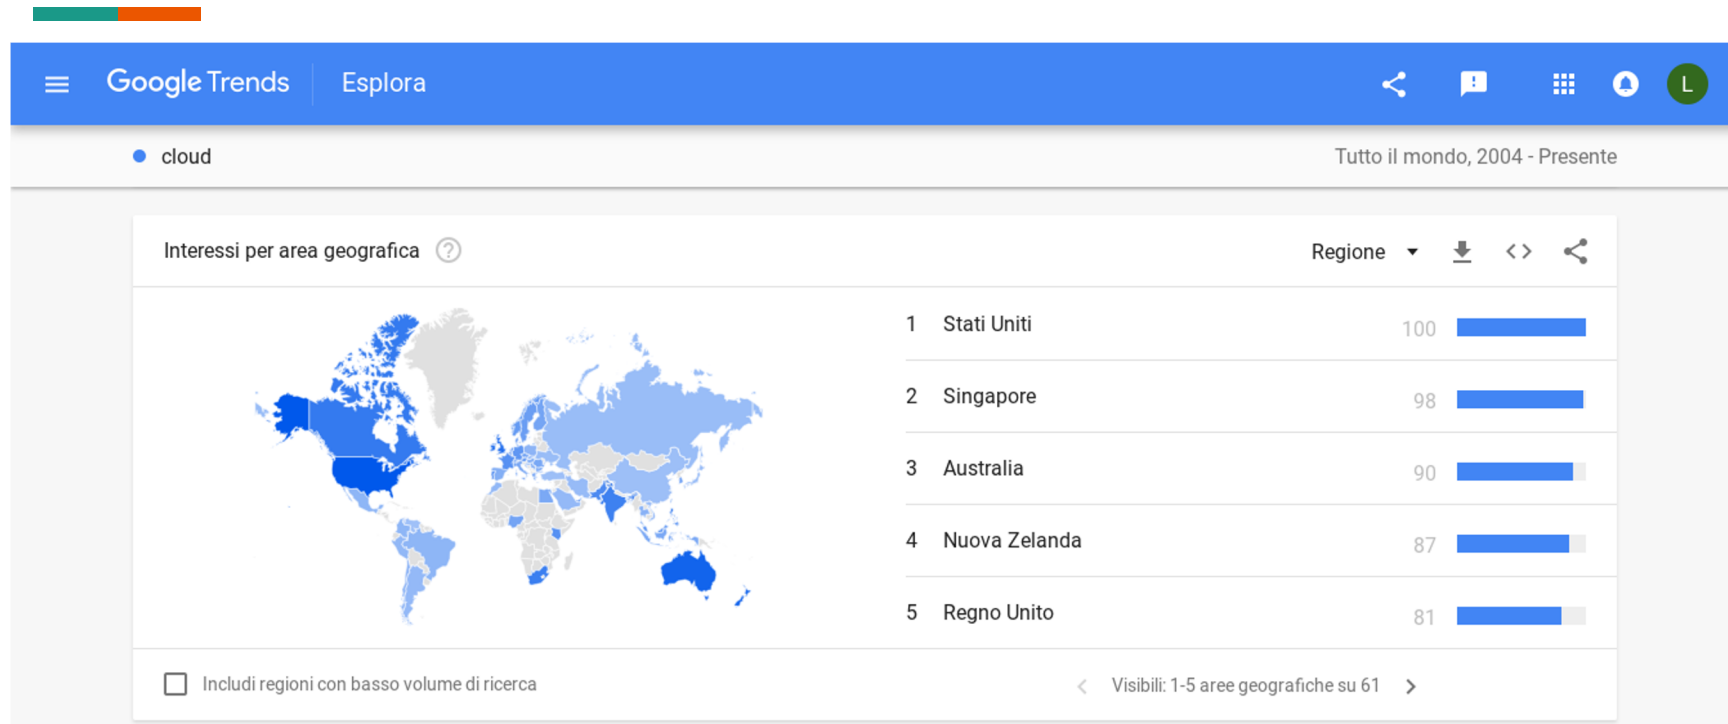 Google Trends Esplora L
cloud Tutto il mondo, 2004 - Presente
Interessi per area geografica ? Regione
1 Stati Uniti 100
2 Singapore 98
3 Australia 90
4 Nuova Zelanda 87
5 Regno Unito 81
Includi regioni con basso volume di ricerca Visibili: 1-5 aree geografiche su 61